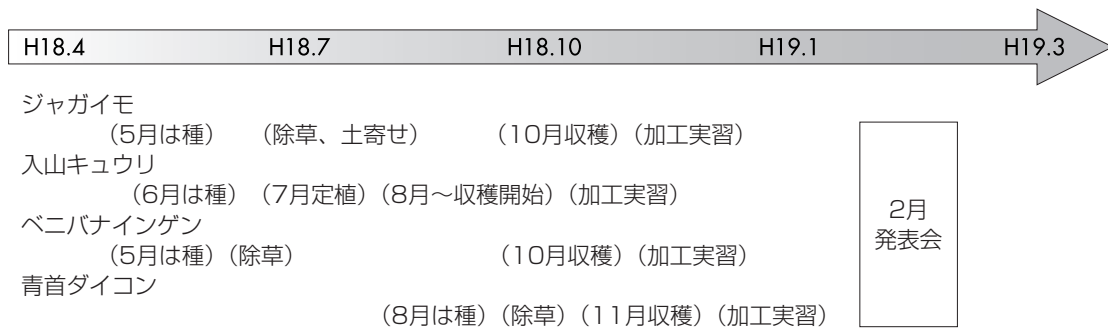 H18.4 H18.7 H18.10 H19.1 H19.3
ジャガイモ
(5月は種) (除草、土寄せ) (10月収穫)(加工実習)
入山キュウリ
(6月は種)(7月定植)(8月～収穫開始)(加工実習)
ベニバナインゲン
(5月は種)(除草) (10月収穫)(加工実習)
青首ダイコン
(8月は種)(除草)(11月収穫)(加工実習)
2月
発表会